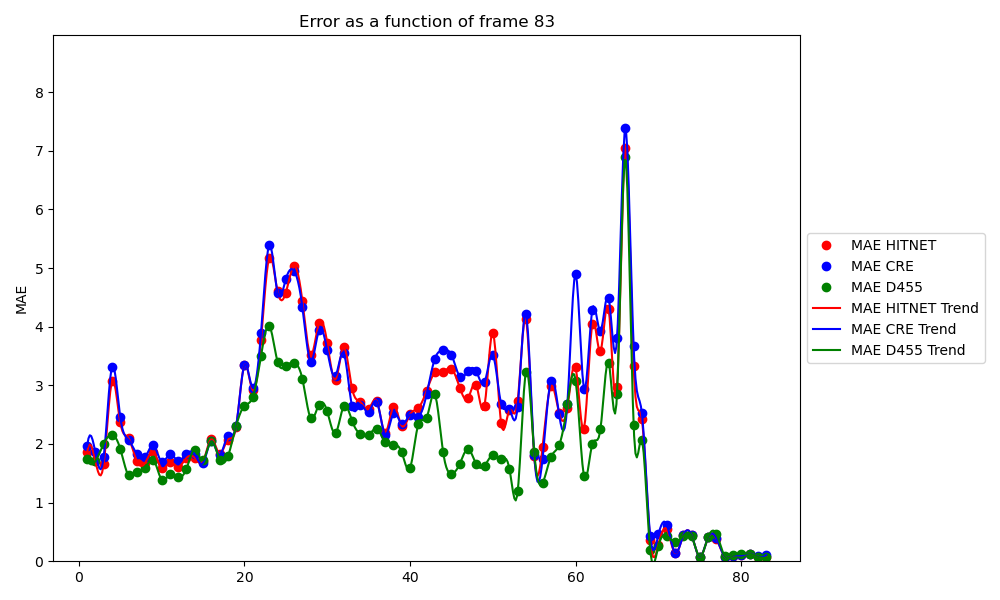 Error as a function of frame 83
MAE
8
7
6
5
4
3
2
1
0
0 20 40 60 80
MAE HITNET
MAE CRE
MAE D455
MAE HITNET Trend
MAE CRE Trend
MAE D455 Trend